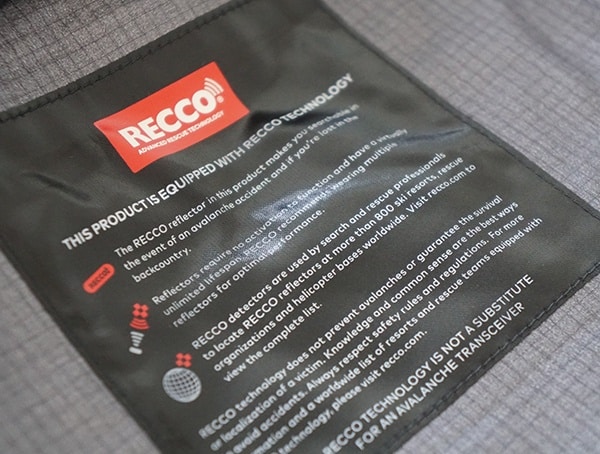 RECCO®
ADVANCED RESCUE TECHNOLOGY
THIS PRODUCT IS EQUIPPED WITH RECCO TECHNOLOGY
The RECCO reflector in this product makes you searchable in
the event of an avalanche accident and if you're lost in the
backcountry.
recco
Reflectors require no activation to function and have a virtually
unlimited lifespan. RECCO recommends wearing multiple
reflectors for optimal performance.
RECCO detectors are used by search and rescue professionals
to locate RECCO reflectors at more than 800 ski resorts, rescue
organizations and helicopter bases worldwide. Visit recco.com to
view the complete list.
RECCO technology does not prevent avalanches or guarantee the survival
or localization of a victim. Knowledge and common sense are the best ways
avoid accidents. Always respect safety rules and regulations. For more
and a worldwide list of resorts and rescue teams equipped with
technology, please visit recco.com.
RECCO TECHNOLOGY IS NOT A SUBSTITUTE
FOR AN AVALANCHE TRANSCEIVER